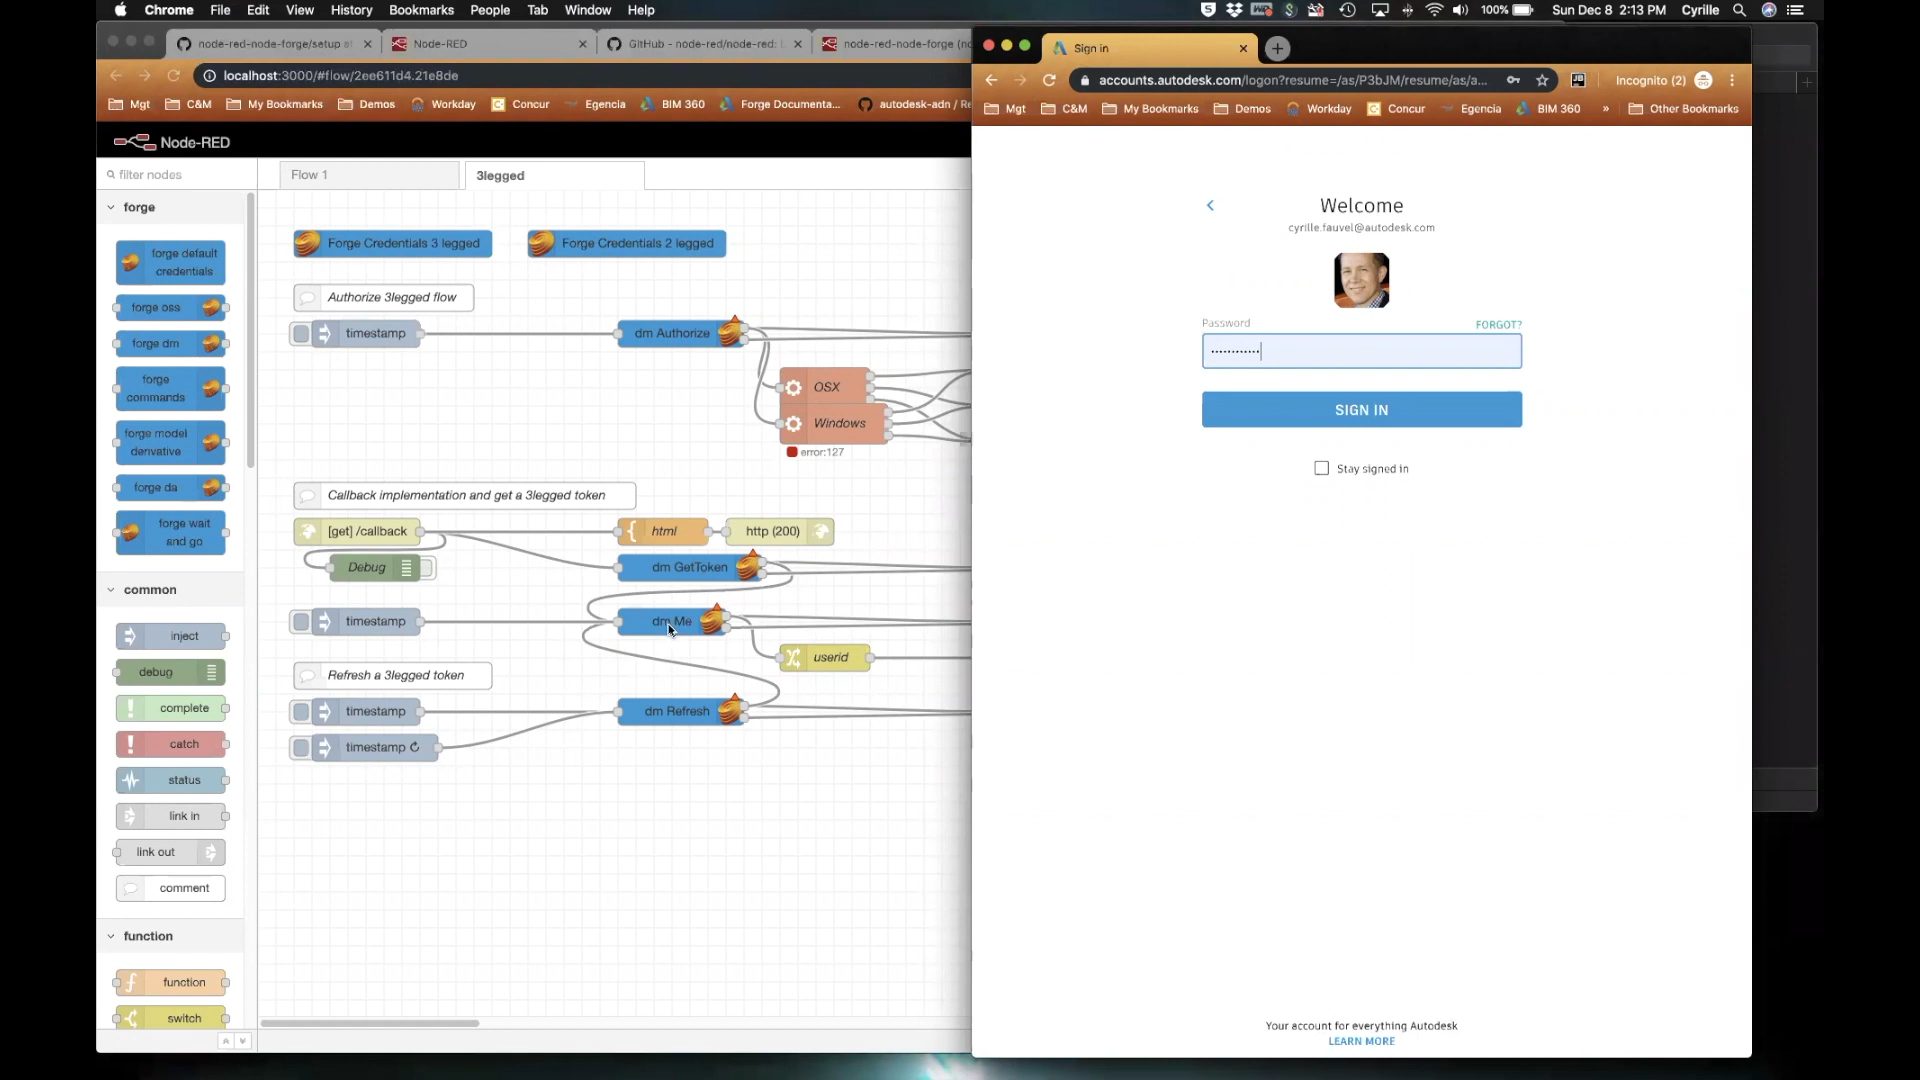 Chrome File Edit View History Bookmarks People Tab Window Help
100% Sun Dec 8 2:13 PM Cyrille
node-red-node-forge/setup
Node-RED
GitHub - node-red/node-red:
node-red-node-forge
localhost:3000/#flow/2ee611d4.21e8de
Mgt C&M My Bookmarks Demos Workday Concur Egencia BIM 360 Forge Documenta... autodesk-adn / Re
Node-RED
filter nodes
Flow 1
3legged
forge
forge default
credentials
forge oss
forge dm
forge
commands
forge model
derivative
forge da
forge wait
and go
common
inject
debug
complete
catch
status
link in
link out
comment
function
function
switch
Forge Credentials 3 legged
Forge Credentials 2 legged
Authorize 3legged flow
timestamp
dm Authorize
OSX
Windows
error:127
Callback implementation and get a 3legged token
[get] /callback
html
http (200)
Debug
dm GetToken
timestamp
dm Me
userid
Refresh a 3legged token
timestamp
dm Refresh
timestamp ↻
Sign in
accounts.autodesk.com/logon?resume=/as/P3bJM/resume/as/a...
Incognito (2)
Mgt C&M My Bookmarks Demos Workday Concur Egencia BIM 360 » Other Bookmarks
Welcome
cyrille.fauvel@autodesk.com
Password
FORGOT?
SIGN IN
Stay signed in
Your account for everything Autodesk
LEARN MORE